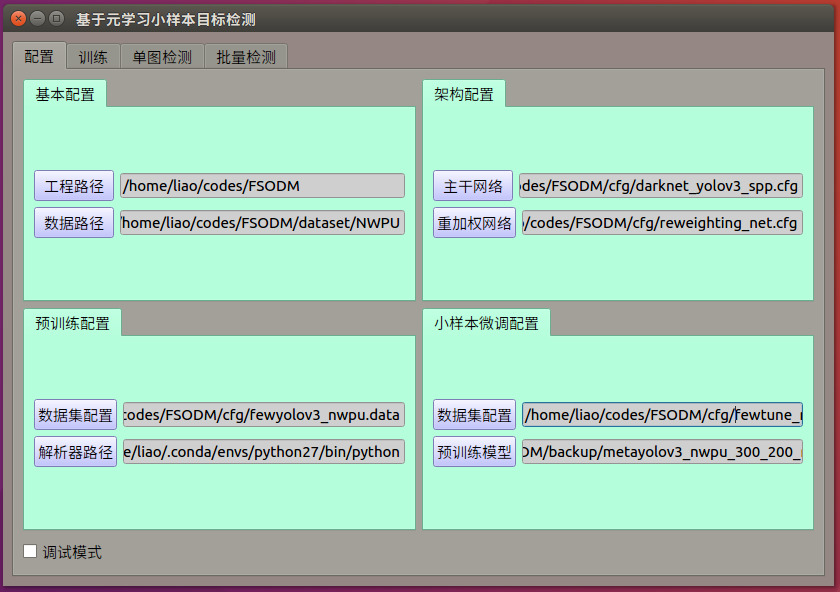 基于元学习小样本目标检测
配置 训练 单图检测 批量检测
基本配置
工程路径 /home/liao/codes/FSODM
数据路径 /home/liao/codes/FSODM/dataset/NWPU
架构配置
主干网络 des/FSODM/cfg/darknet_yolov3_spp.cfg
重加权网络 /codes/FSODM/cfg/reweighting_net.cfg
预训练配置
数据集配置 codes/FSODM/cfg/fewyolov3_nwpu.data
解析器路径 e/liao/.conda/envs/python27/bin/python
小样本微调配置
数据集配置 /home/liao/codes/FSODM/cfg/fewtune_
预训练模型 DM/backup/metayolov3_nwpu_300_200_
调试模式